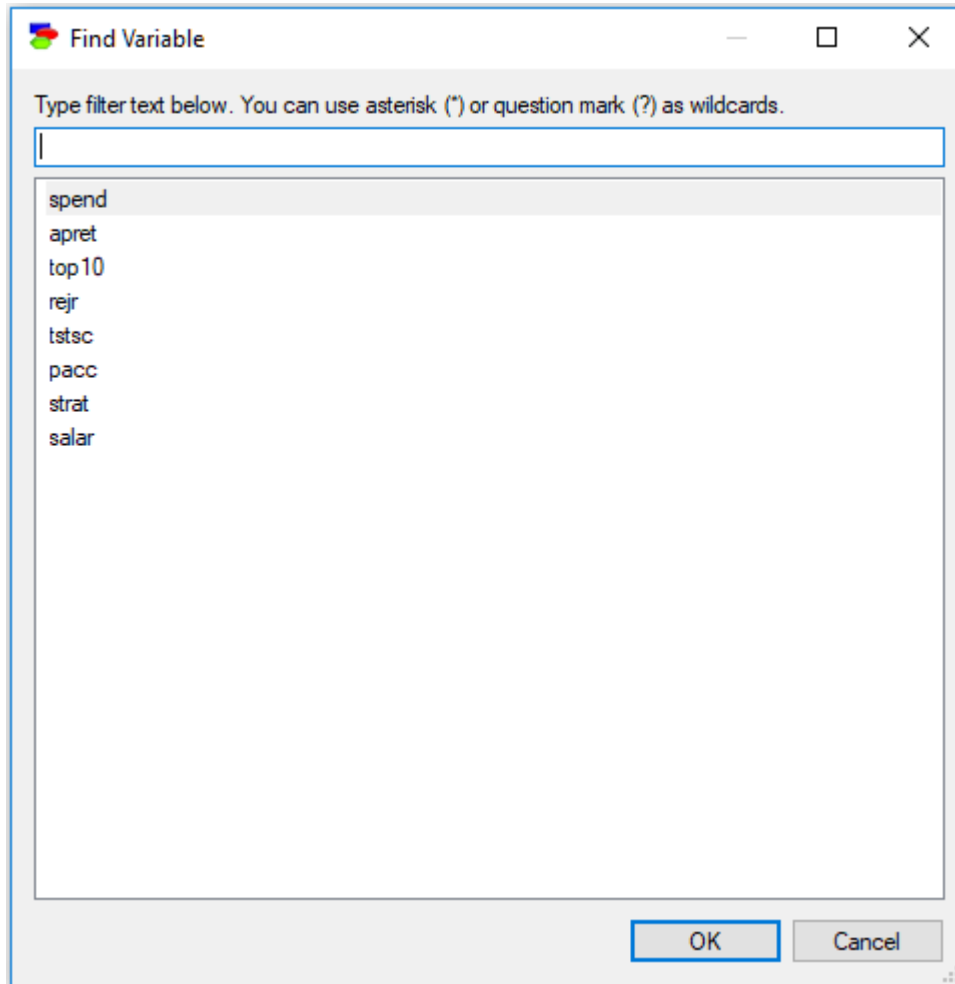 Find Variable
Type filter text below. You can use asterisk (*) or question mark (?) as wildcards.
spend
apret
top10
rejr
tstsc
pacc
strat
salar
OK
Cancel